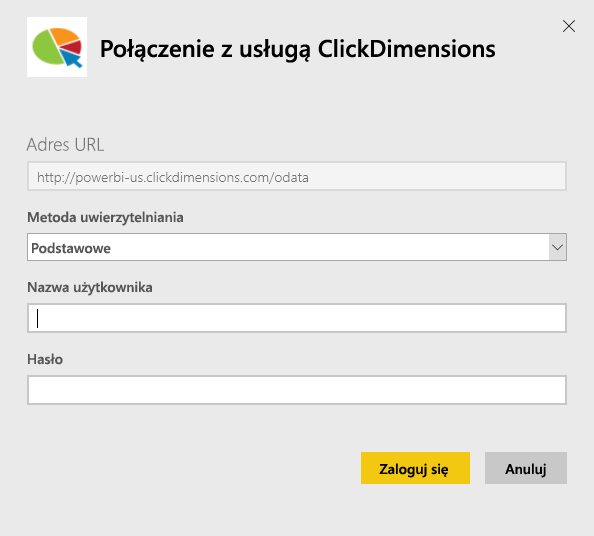 Połączenie z usługą ClickDimensions
Adres URL
http://powerbi-us.clickdimensions.com/odata
Metoda uwierzytelniania
Podstawowe
Nazwa użytkownika
Hasło
Zaloguj się
Anuluj